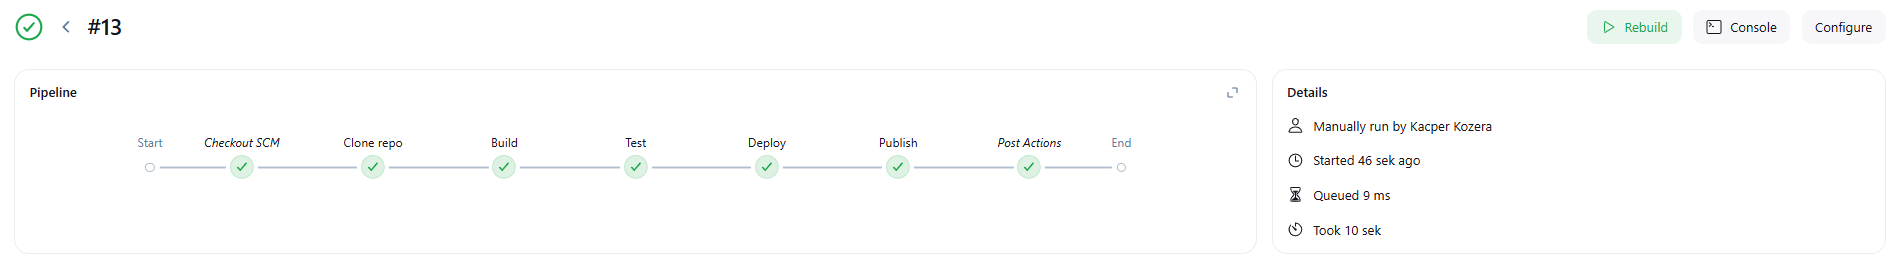 #13
Rebuild
Console
Configure
Pipeline
Start
Checkout SCM
Clone repo
Build
Test
Deploy
Publish
Post Actions
End
Details
Manually run by Kacper Kozera
Started 46 sek ago
Queued 9 ms
Took 10 sek